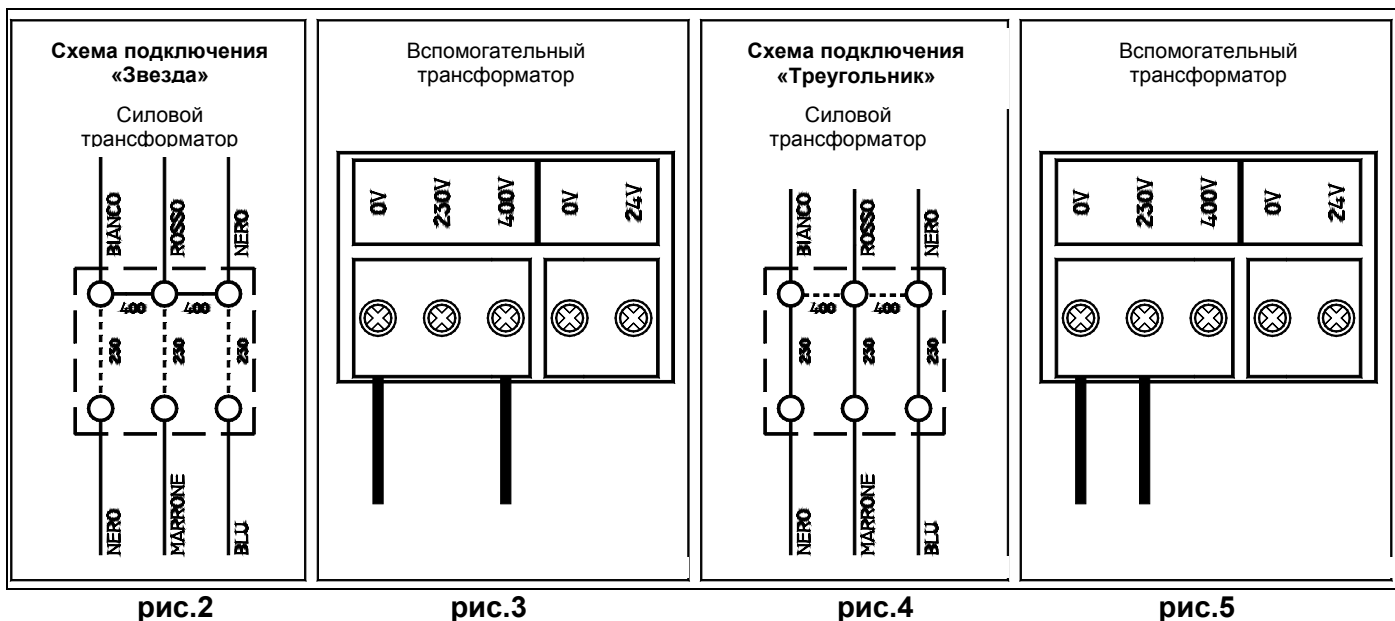 Схема подключения
«Звезда»
Силовой
трансформатор
BIANCO
ROSSO
NERO
400
400
230
230
230
NERO
MARRONE
BLU
Вспомогательный
трансформатор
0V
230V
400V
0V
24V
Схема подключения
«Треугольник»
Силовой
трансформатор
BIANCO
ROSSO
NERO
400
400
230
230
230
NERO
MARRONE
BLU
Вспомогательный
трансформатор
0V
230V
400V
0V
24V
рис.2
рис.3
рис.4
рис.5